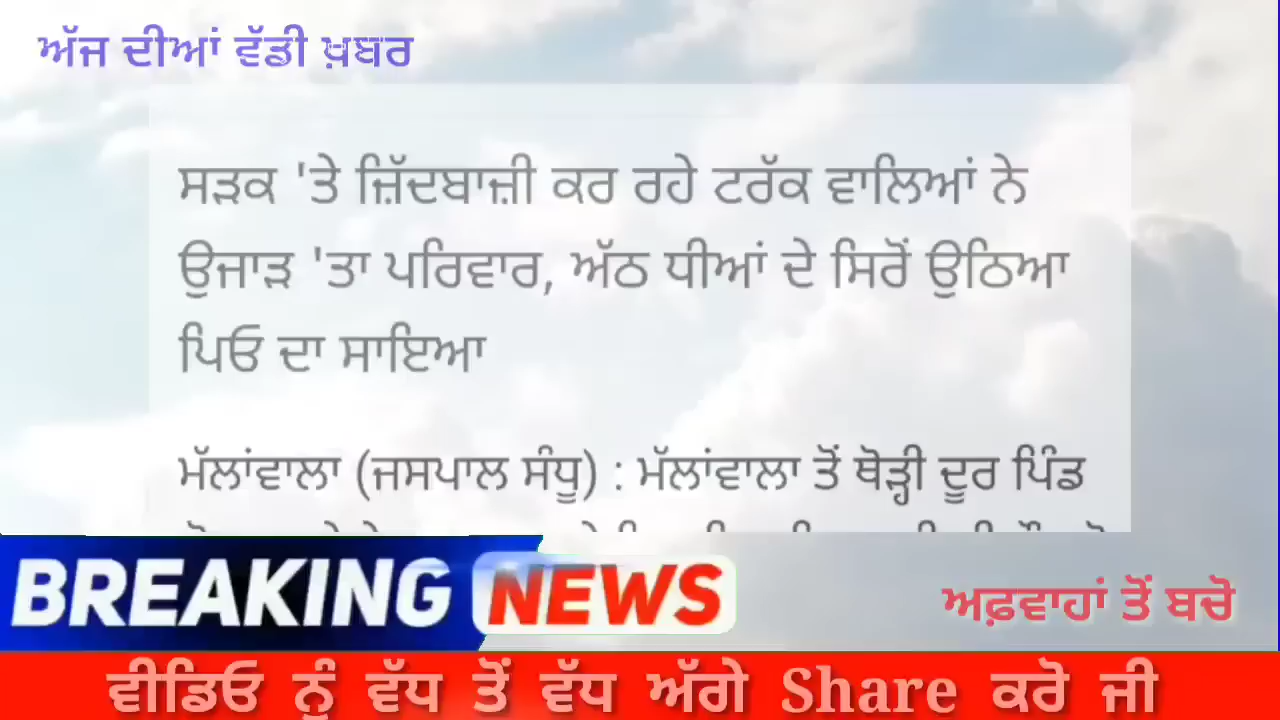 ਅੱਜ ਦੀਆਂ ਵੱਡੀ ਖ਼ਬਰ
ਸੜਕ 'ਤੇ ਜ਼ਿੱਦਬਾਜ਼ੀ ਕਰ ਰਹੇ ਟਰੱਕ ਵਾਲਿਆਂ ਨੇ
ਉਜਾੜ 'ਤਾ ਪਰਿਵਾਰ, ਅੱਠ ਧੀਆਂ ਦੇ ਸਿਰੋਂ ਉਠਿਆ
ਪਿਓ ਦਾ ਸਾਇਆ
ਮੱਲਾਂਵਾਲਾ (ਜਸਪਾਲ ਸੰਧੂ) : ਮੱਲਾਂਵਾਲਾ ਤੋਂ ਥੋੜ੍ਹੀ ਦੂਰ ਪਿੰਡ
BREAKING NEWS
ਅਫ਼ਵਾਹਾਂ ਤੋਂ ਬਚੋ
ਵੀਡਿਓ ਨੂੰ ਵੱਧ ਤੋਂ ਵੱਧ ਅੱਗੇ Share ਕਰੋ ਜੀ